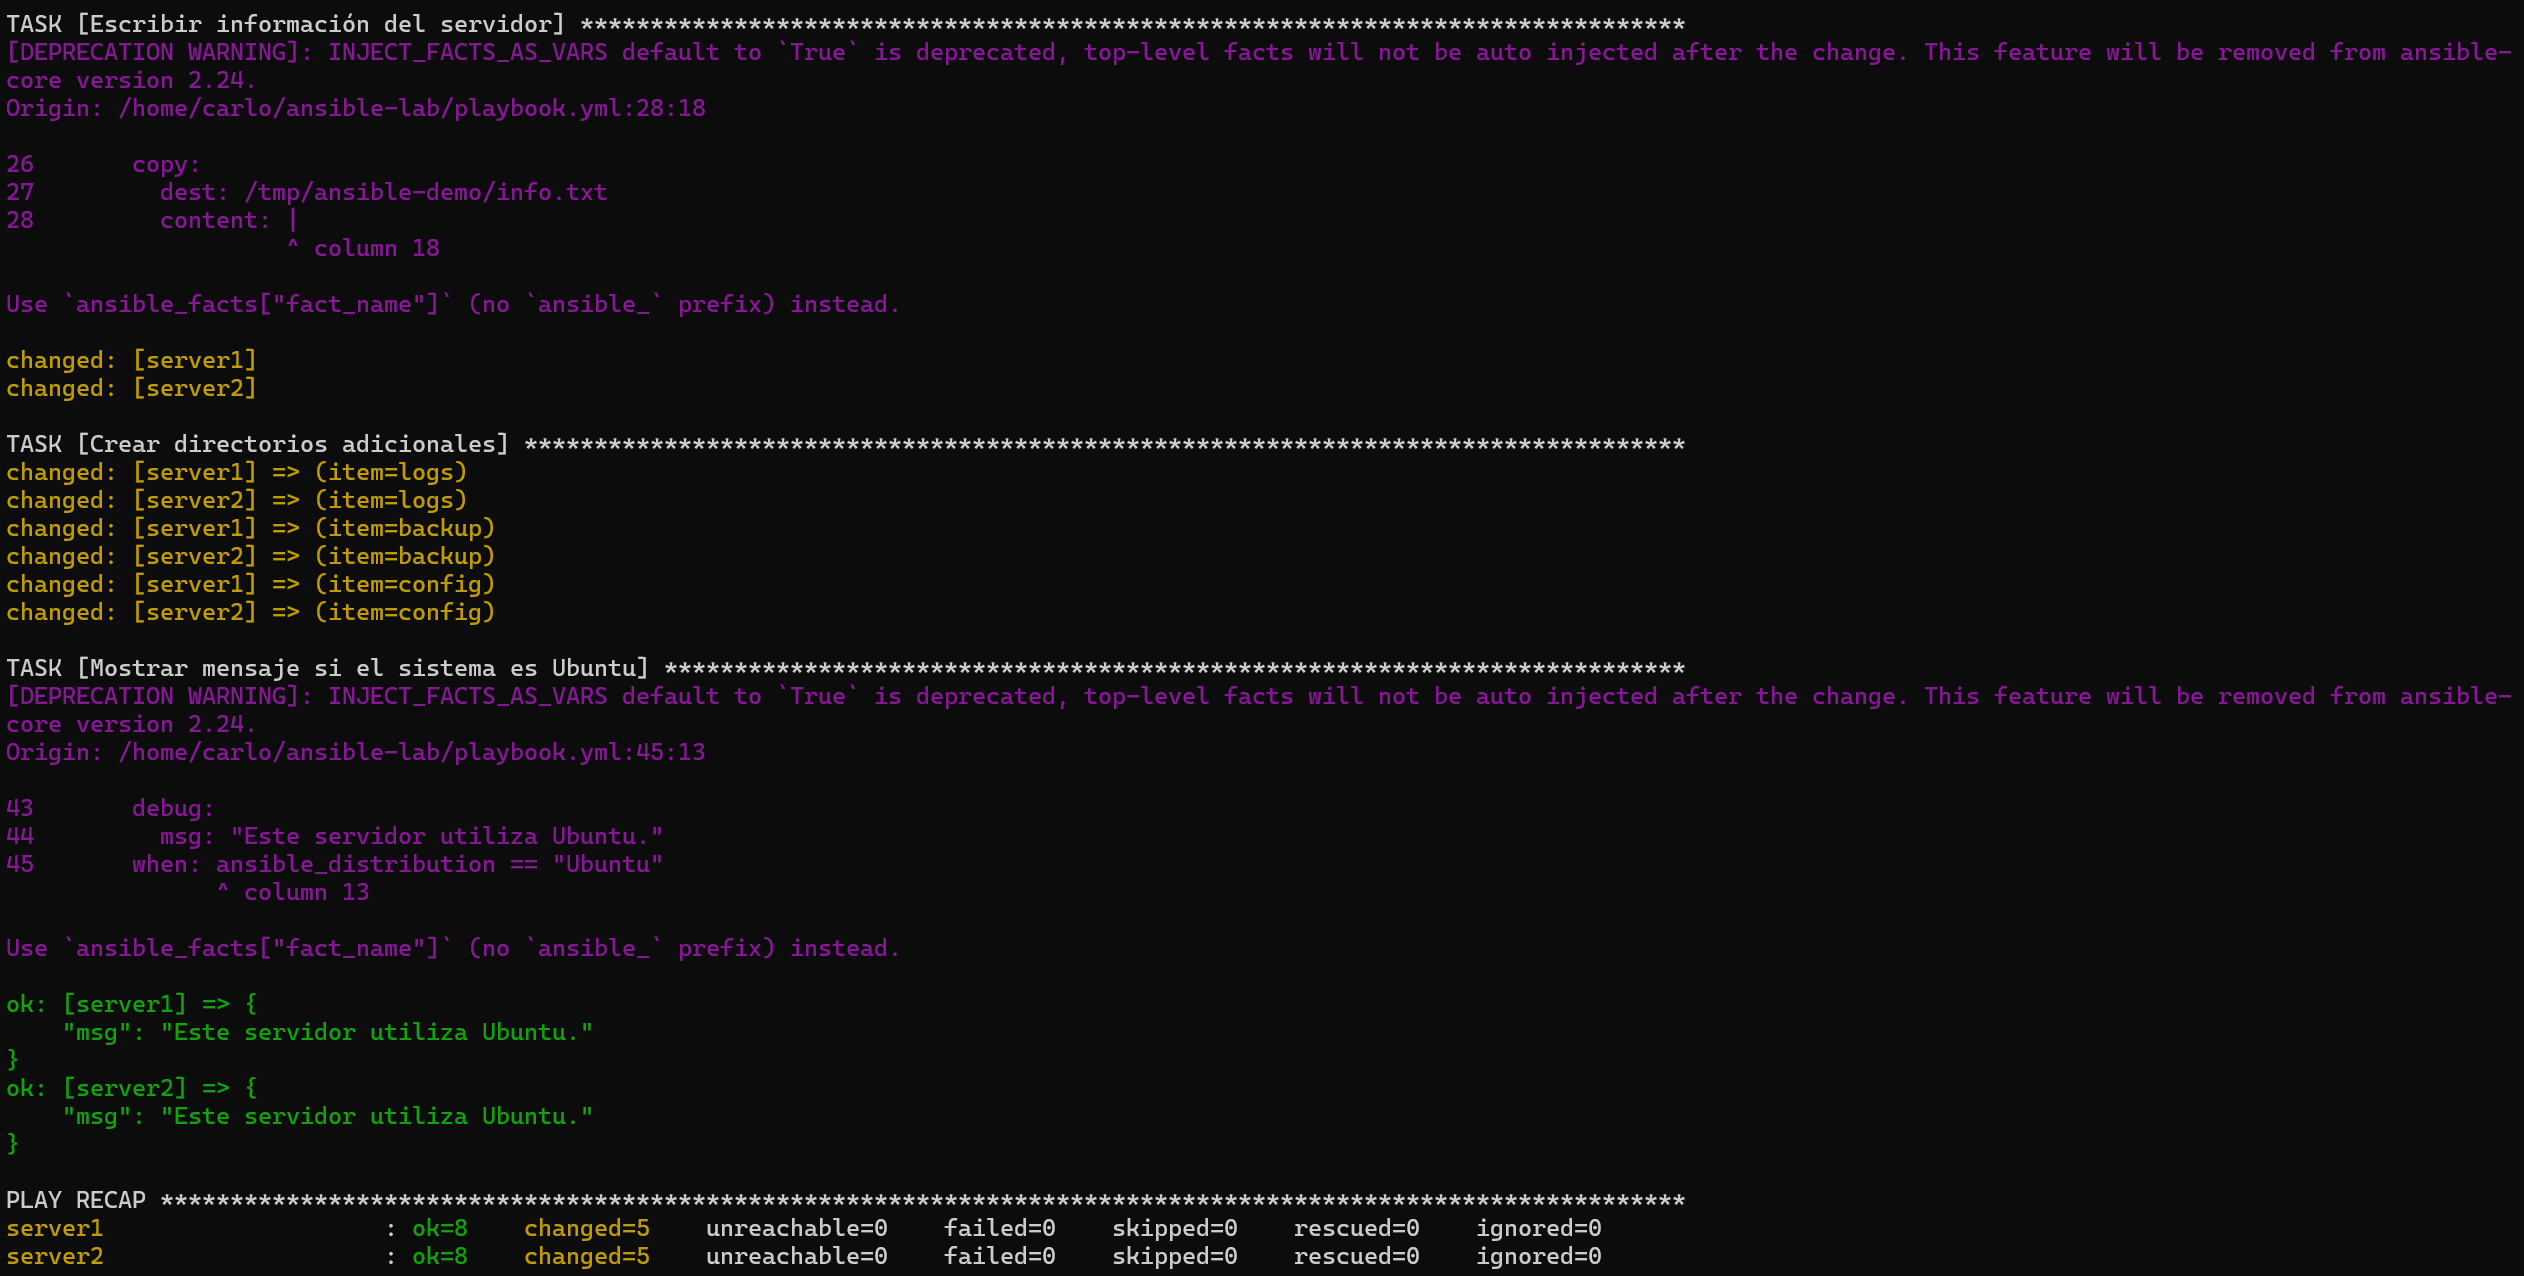 TASK [Escribir información del servidor] *******************************************************************************
[DEPRECATION WARNING]: INJECT_FACTS_AS_VARS default to `True` is deprecated, top-level facts will not be auto injected after the change. This feature will be removed from ansible-
core version 2.24.
Origin: /home/carlo/ansible-lab/playbook.yml:28:18

26       copy:
27         dest: /tmp/ansible-demo/info.txt
28         content: |
                    ^ column 18

Use `ansible_facts["fact_name"]` (no `ansible_` prefix) instead.

changed: [server1]
changed: [server2]

TASK [Crear directorios adicionales] ***********************************************************************************
changed: [server1] => (item=logs)
changed: [server2] => (item=logs)
changed: [server1] => (item=backup)
changed: [server2] => (item=backup)
changed: [server1] => (item=config)
changed: [server2] => (item=config)

TASK [Mostrar mensaje si el sistema es Ubuntu] *************************************************************************
[DEPRECATION WARNING]: INJECT_FACTS_AS_VARS default to `True` is deprecated, top-level facts will not be auto injected after the change. This feature will be removed from ansible-
core version 2.24.
Origin: /home/carlo/ansible-lab/playbook.yml:45:13

43       debug:
44         msg: "Este servidor utiliza Ubuntu."
45       when: ansible_distribution == "Ubuntu"
               ^ column 13

Use `ansible_facts["fact_name"]` (no `ansible_` prefix) instead.

ok: [server1] => {
    "msg": "Este servidor utiliza Ubuntu."
}
ok: [server2] => {
    "msg": "Este servidor utiliza Ubuntu."
}

PLAY RECAP *************************************************************************************************************
server1                    : ok=8    changed=5    unreachable=0    failed=0    skipped=0    rescued=0    ignored=0
server2                    : ok=8    changed=5    unreachable=0    failed=0    skipped=0    rescued=0    ignored=0